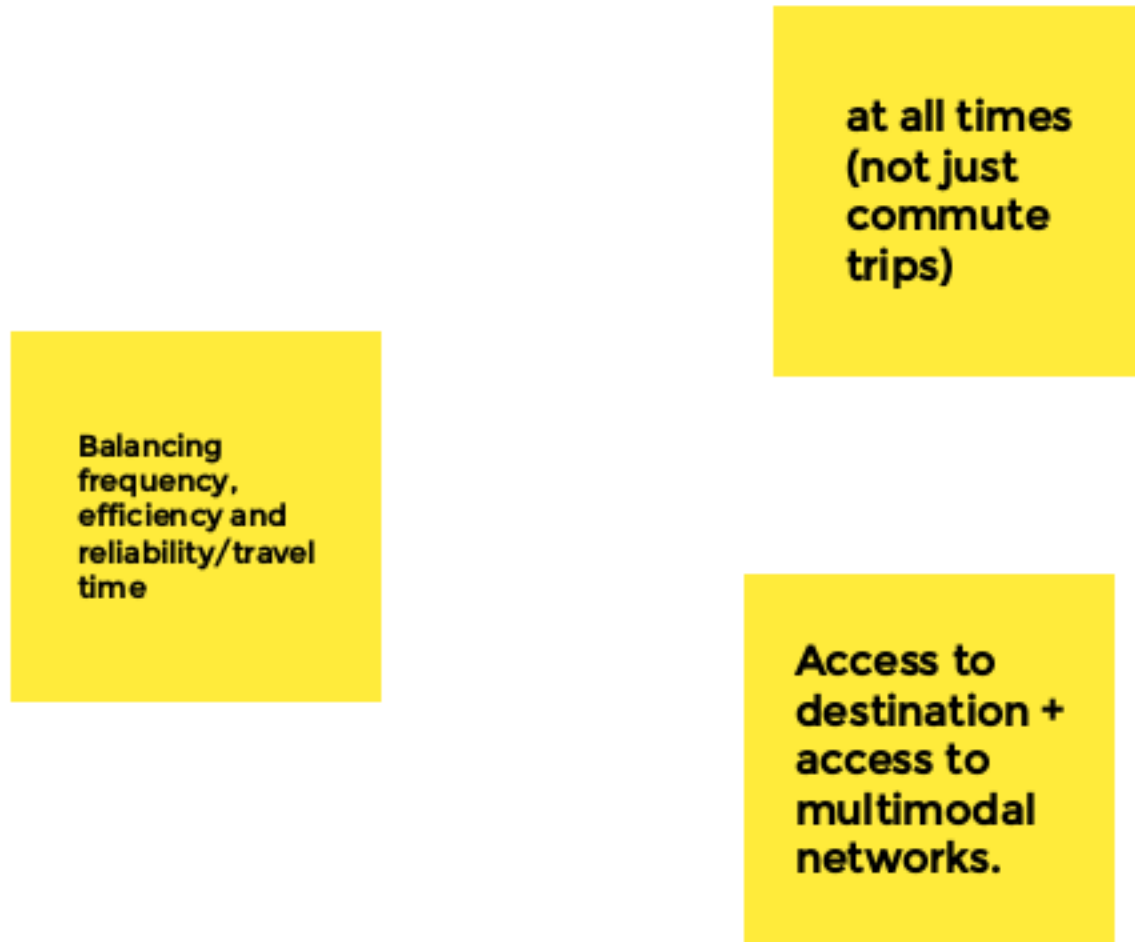 at all times
(not just
commute
trips)
Balancing
frequency,
efficiency and
reliability/travel
time
Access to
destination +
access to
multimodal
networks.